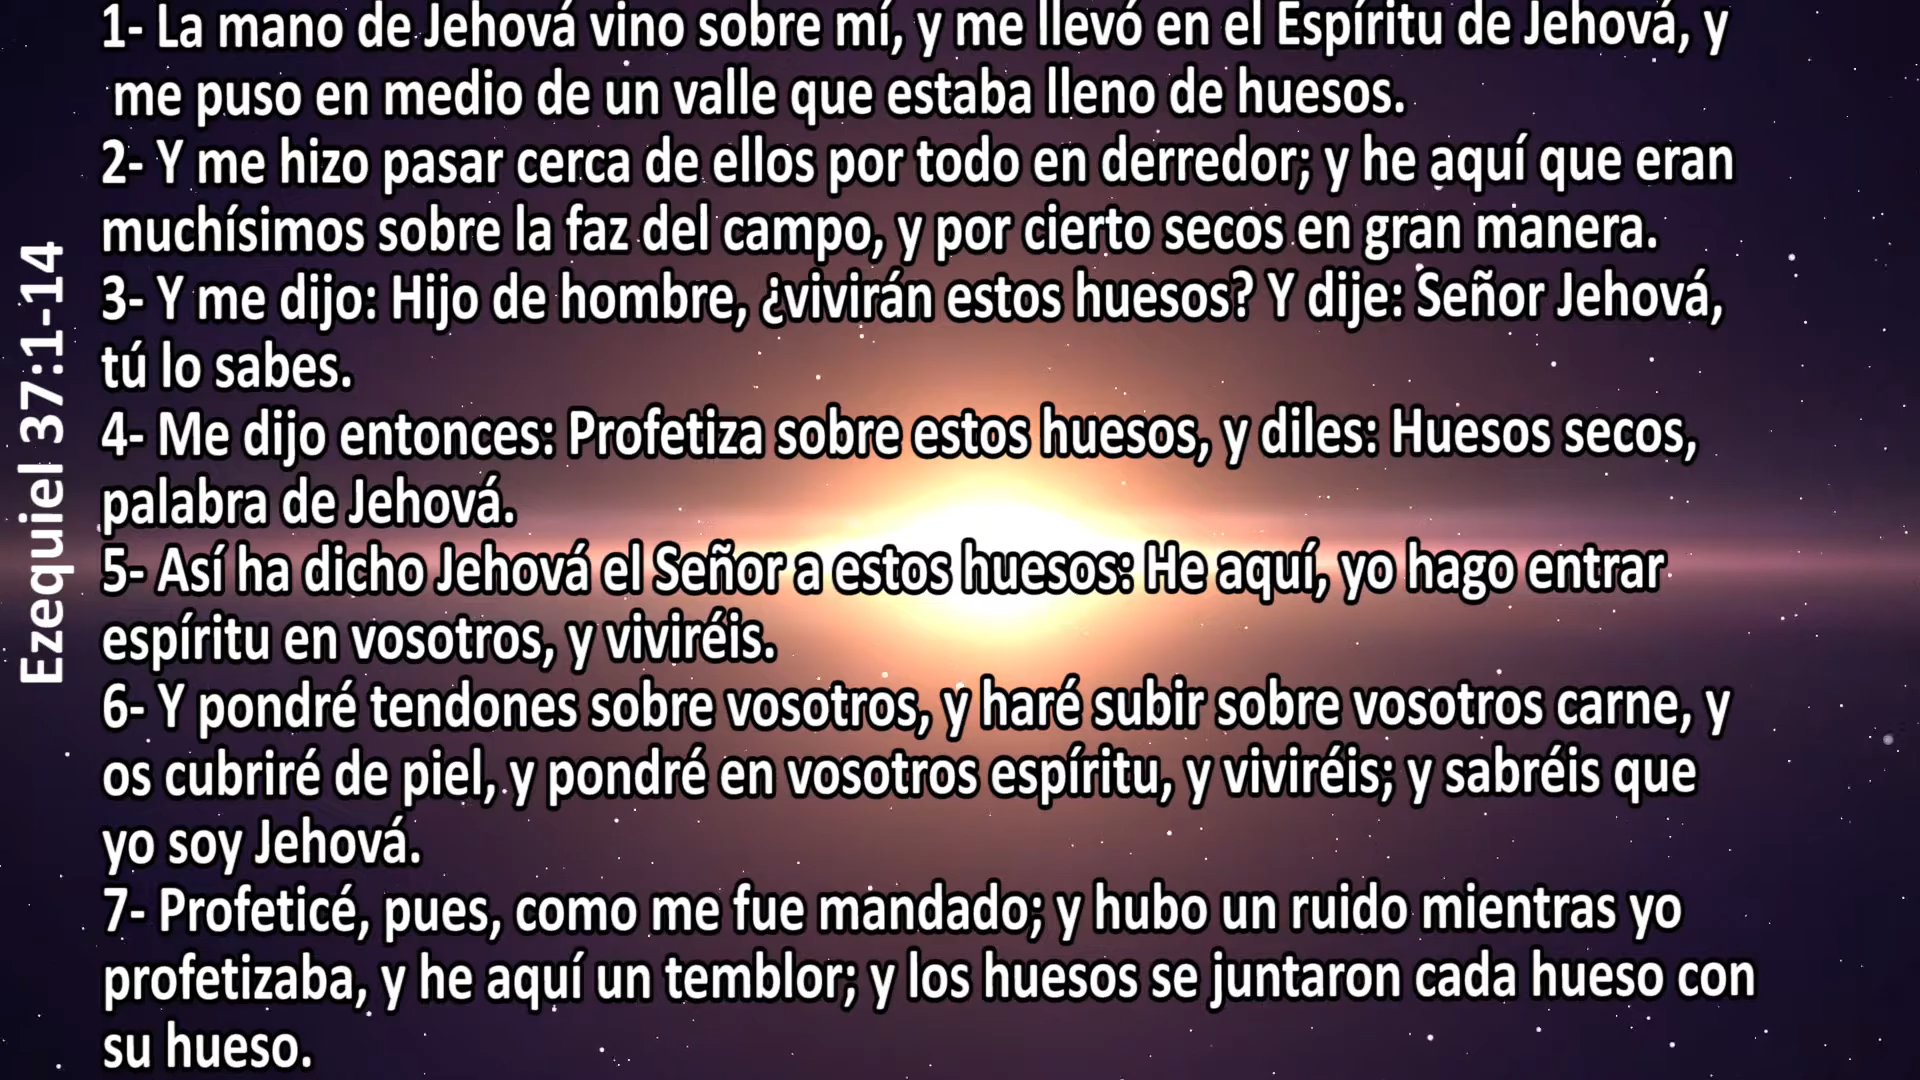 Ezequiel 37:1-14
1- La mano de Jehová vino sobre mí, y me llevó en el Espíritu de Jehová, y
me puso en medio de un valle que estaba lleno de huesos.
2- Y me hizo pasar cerca de ellos por todo en derredor; y he aquí que eran
muchísimos sobre la faz del campo, y por cierto secos en gran manera.
3- Y me dijo: Hijo de hombre, ¿vivirán estos huesos? Y dije: Señor Jehová,
tú lo sabes.
4- Me dijo entonces: Profetiza sobre estos huesos, y diles: Huesos secos,
palabra de Jehová.
5- Así ha dicho Jehová el Señor a estos huesos: He aquí, yo hago entrar
espíritu en vosotros, y viviréis.
6- Y pondré tendones sobre vosotros, y haré subir sobre vosotros carne, y
os cubriré de piel, y pondré en vosotros espíritu, y viviréis; y sabréis que
yo soy Jehová.
7- Profeticé, pues, como me fue mandado; y hubo un ruido mientras yo
profetizaba, y he aquí un temblor; y los huesos se juntaron cada hueso con
su hueso.